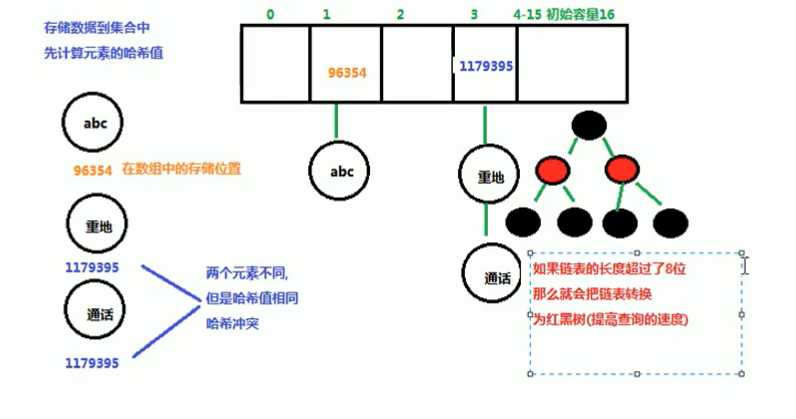 存储数据到集合中
先计算元素的哈希值
0 1 2 3 4-15 初始容量16
96354 1179395
abc
96354 在数组中的存储位置
abc
重地
重地
1179395
通话
1179395
两个元素不同,
但是哈希值相同
哈希冲突
通话
如果链表的长度超过了8位
那么就会把链表转换
为红黑树(提高查询的速度)